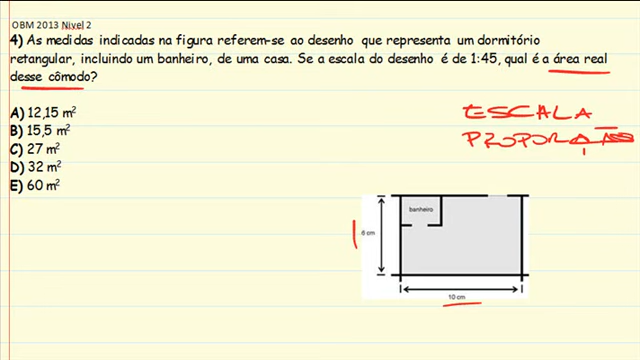 OBM 2013 Nivel 2
4) As medidas indicadas na figura referem-se ao desenho que representa um dormitório
retangular, incluindo um banheiro, de uma casa. Se a escala do desenho é de 1:45, qual é a área real
desse cômodo?
A) 12,15 m²
B) 15,5 m²
C) 27 m²
D) 32 m²
E) 60 m²
ESCALA
banheiro
6 cm
10 cm